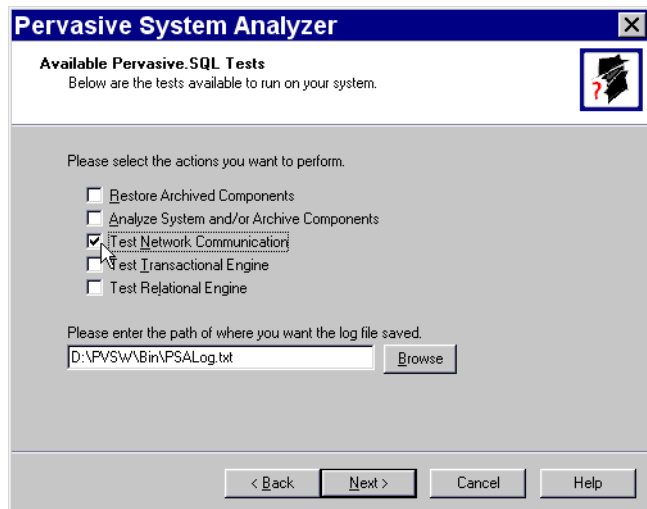 Pervasive System Analyzer
Available Pervasive.SQL Tests
Below are the tests available to run on your system.
?
Please select the actions you want to perform.
Restore Archived Components
Analyze System and/or Archive Components
Test Network Communication
Test Transactional Engine
Test Relational Engine
Please enter the path of where you want the log file saved.
D:\PVSW\Bin\PSALog.txt
Browse
< Back
Next >
Cancel
Help